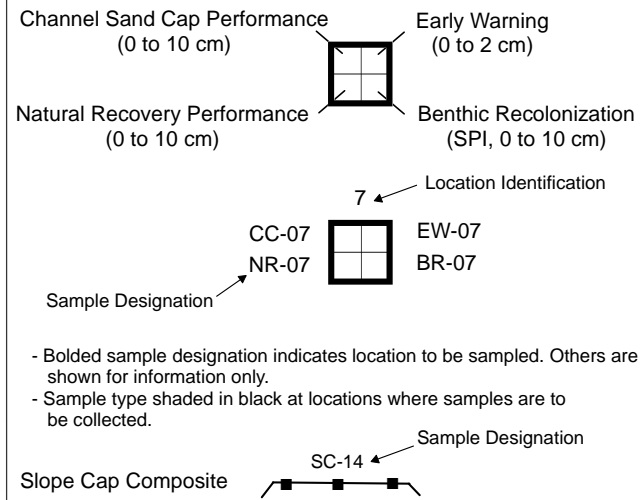 Channel Sand Cap Performance
(0 to 10 cm)
Early Warning
(0 to 2 cm)
Natural Recovery Performance
(0 to 10 cm)
Benthic Recolonization
(SPI, 0 to 10 cm)
Location Identification
7
CC-07
EW-07
NR-07
BR-07
Sample Designation
- Bolded sample designation indicates location to be sampled. Others are
shown for information only.
- Sample type shaded in black at locations where samples are to
be collected.
Sample Designation
SC-14
Slope Cap Composite